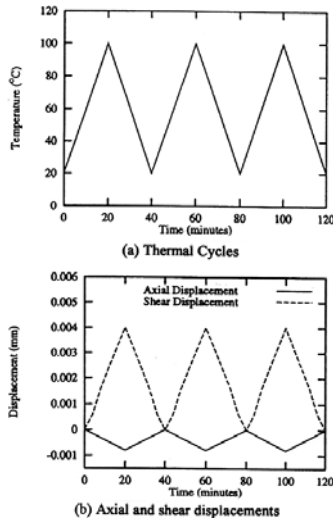 120
100
80
60
40
20
0
Temperature (°C)
0 20 40 60 80 100 120
Time (minutes)
(a) Thermal Cycles
0.006
0.005
0.004
0.003
0.002
0.001
0
-0.001
Displacement (mm)
Axial Displacement
Shear Displacement
0 20 40 60 80 100 120
Time (minutes)
(b) Axial and shear displacements